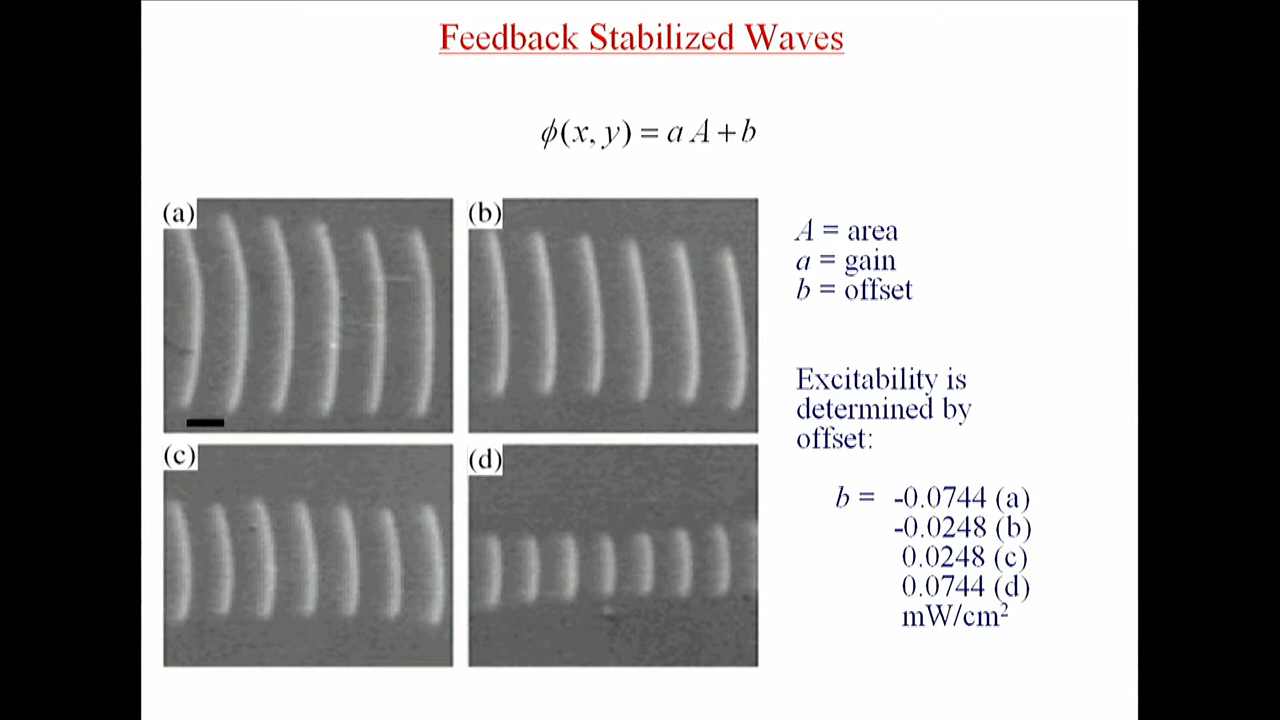 Feedback Stabilized Waves
ϕ(x, y) = a A + b
(a)
(b)
(c)
(d)
A = area
a = gain
b = offset
Excitability is
determined by
offset:
b = -0.0744 (a)
-0.0248 (b)
0.0248 (c)
0.0744 (d)
mW/cm²